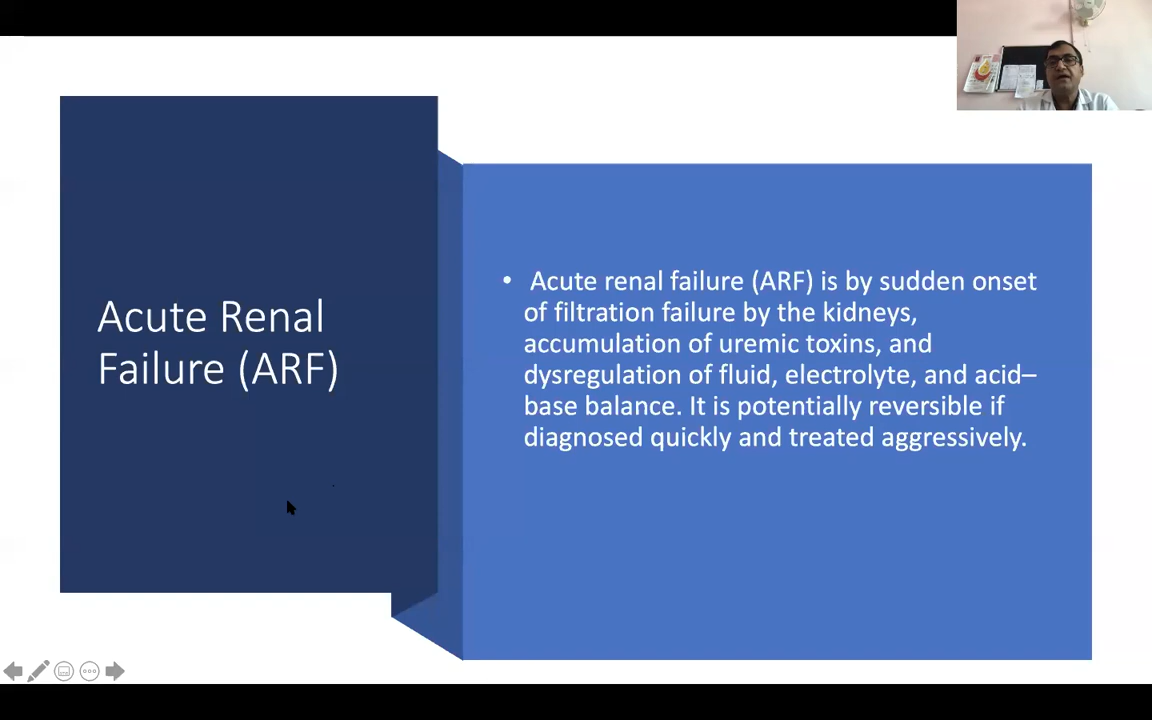 Acute Renal
Failure (ARF)
• Acute renal failure (ARF) is by sudden onset
of filtration failure by the kidneys,
accumulation of uremic toxins, and
dysregulation of fluid, electrolyte, and acid–
base balance. It is potentially reversible if
diagnosed quickly and treated aggressively.